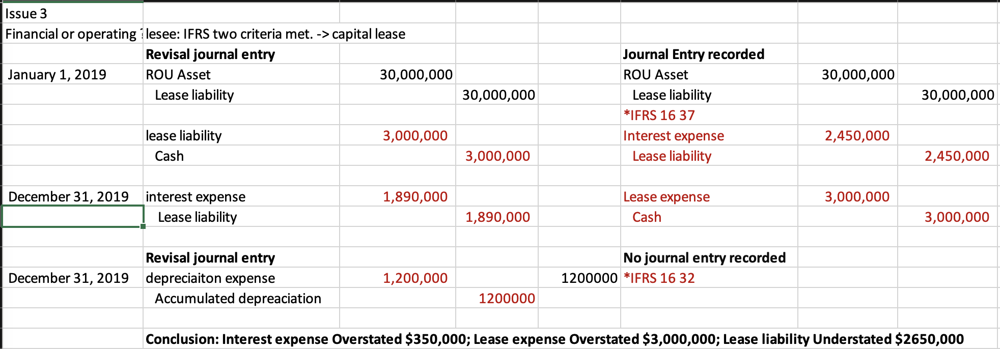 Issue 3
Financial or operating ? lesee: IFRS two criteria met. -> capital lease
Revisal journal entry Journal Entry recorded
January 1, 2019 ROU Asset 30,000,000 ROU Asset 30,000,000
Lease liability 30,000,000 Lease liability 30,000,000
*IFRS 16 37
lease liability 3,000,000 Interest expense 2,450,000
Cash 3,000,000 Lease liability 2,450,000
December 31, 2019 interest expense 1,890,000 Lease expense 3,000,000
Lease liability 1,890,000 Cash 3,000,000
Revisal journal entry No journal entry recorded
December 31, 2019 depreciaiton expense 1,200,000 1200000 *IFRS 16 32
Accumulated depreaciation 1200000
Conclusion: Interest expense Overstated $350,000; Lease expense Overstated $3,000,000; Lease liability Understated $2650,000